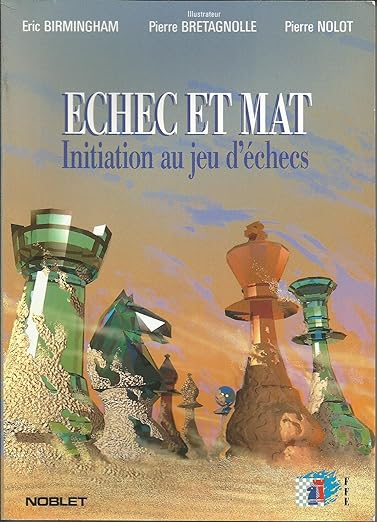 Illustrateur
Eric BIRMINGHAM Pierre BRETAGNOLLE Pierre NOLOT
ECHEC ET MAT
Initiation au jeu d'échecs
NOBLET
FFE